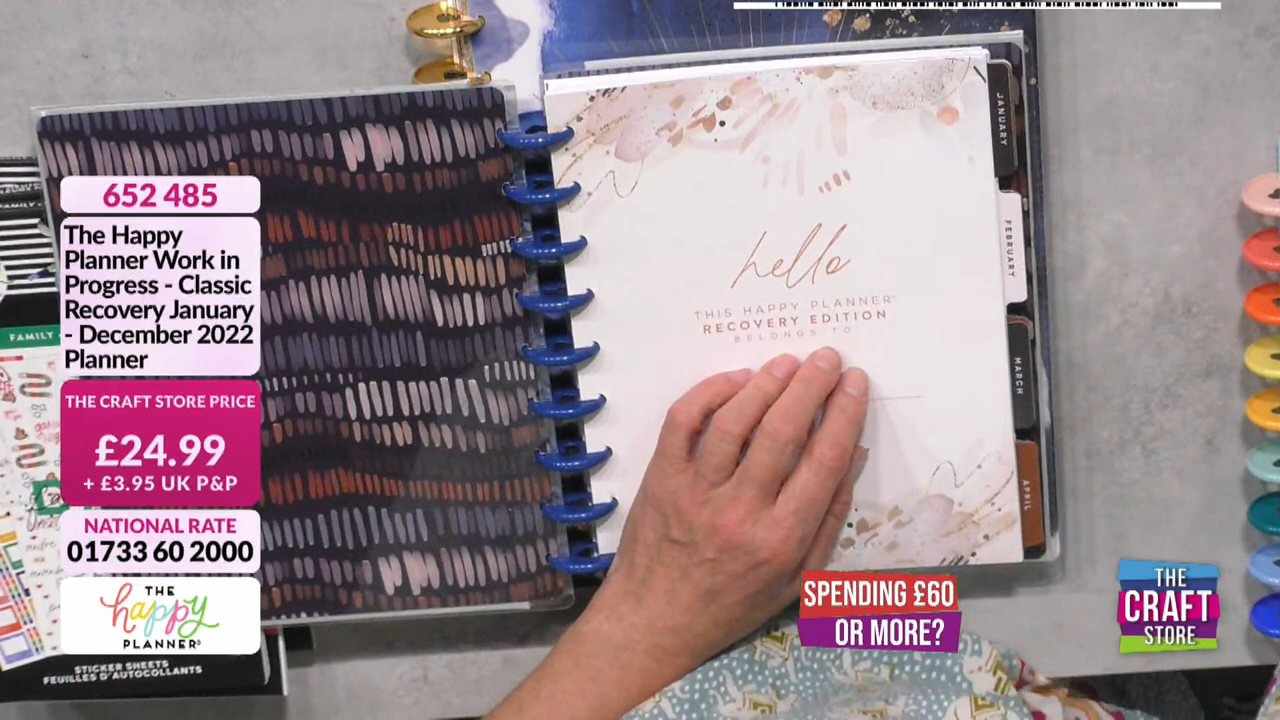 652 485
The Happy
Planner Work in
Progress - Classic
Recovery January
- December 2022
Planner
THE CRAFT STORE PRICE
£24.99
+ £3.95 UK P&P
NATIONAL RATE
01733 60 2000
THE
happy
PLANNER®
STICKER SHEETS
FEUILLES D'AUTOCOLLANTS
FAMILY
hello
THIS HAPPY PLANNER®
RECOVERY EDITION
BELONGS TO
JANUARY
FEBRUARY
MARCH
APRIL
SPENDING £60
OR MORE?
THE
CRAFT
STORE